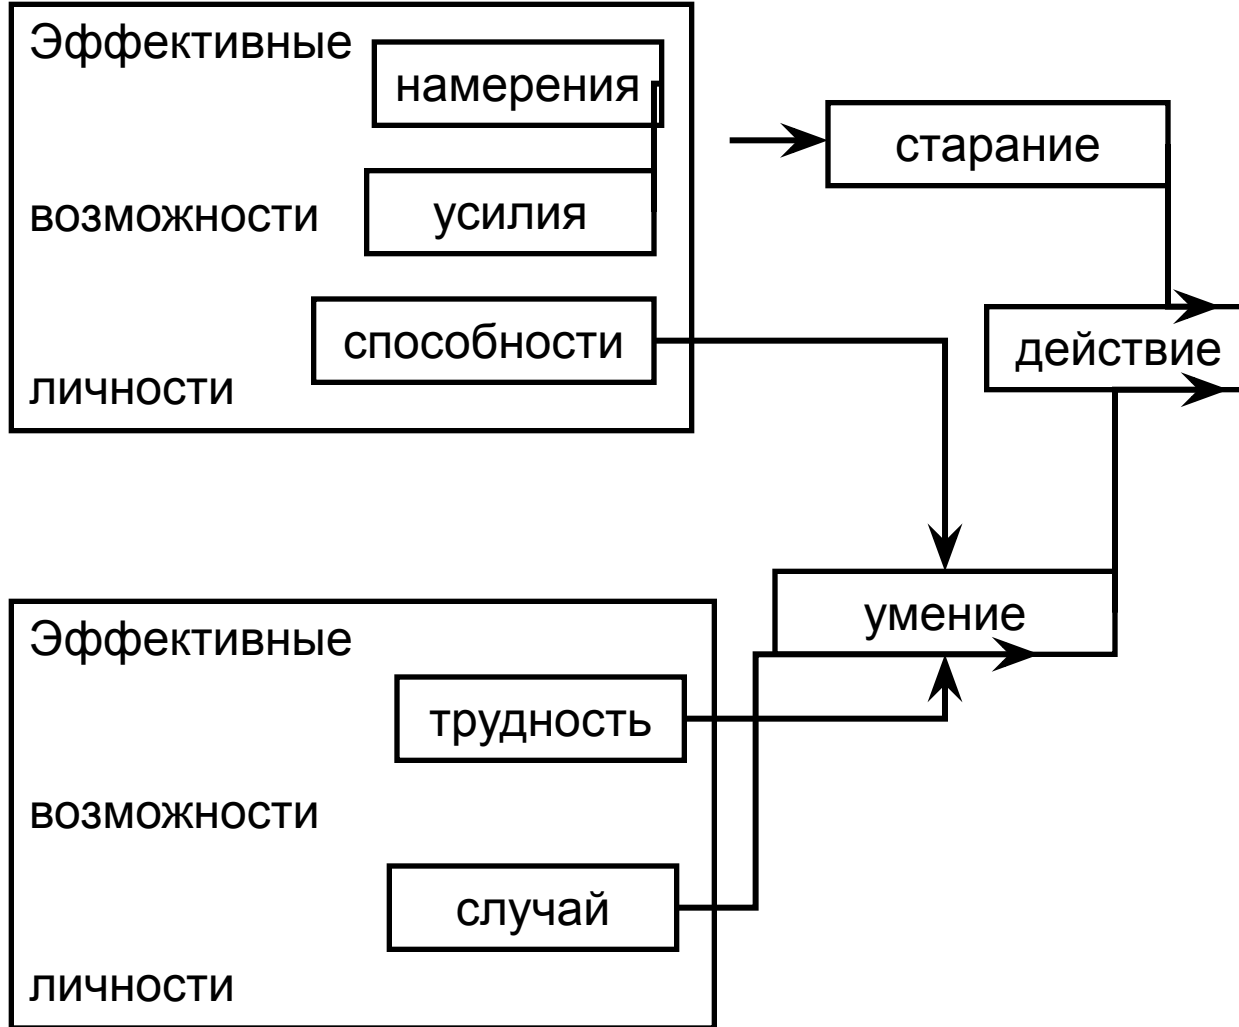 Эффективные
намерения
старание
возможности
усилия
способности
действие
личности
умение
Эффективные
трудность
возможности
случай
личности